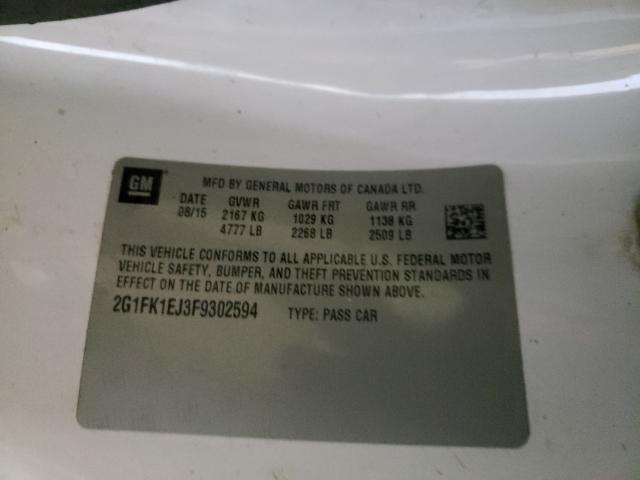 GM
MFD BY GENERAL MOTORS OF CANADA LTD.
DATE GVWR GAWR FRT GAWR RR
08/15 2167 KG 1029 KG 1138 KG
4777 LB 2268 LB 2509 LB
THIS VEHICLE CONFORMS TO ALL APPLICABLE U.S. FEDERAL MOTOR
VEHICLE SAFETY, BUMPER, AND THEFT PREVENTION STANDARDS IN
EFFECT ON THE DATE OF MANUFACTURE SHOWN ABOVE.
2G1FK1EJ3F9302594 TYPE: PASS CAR